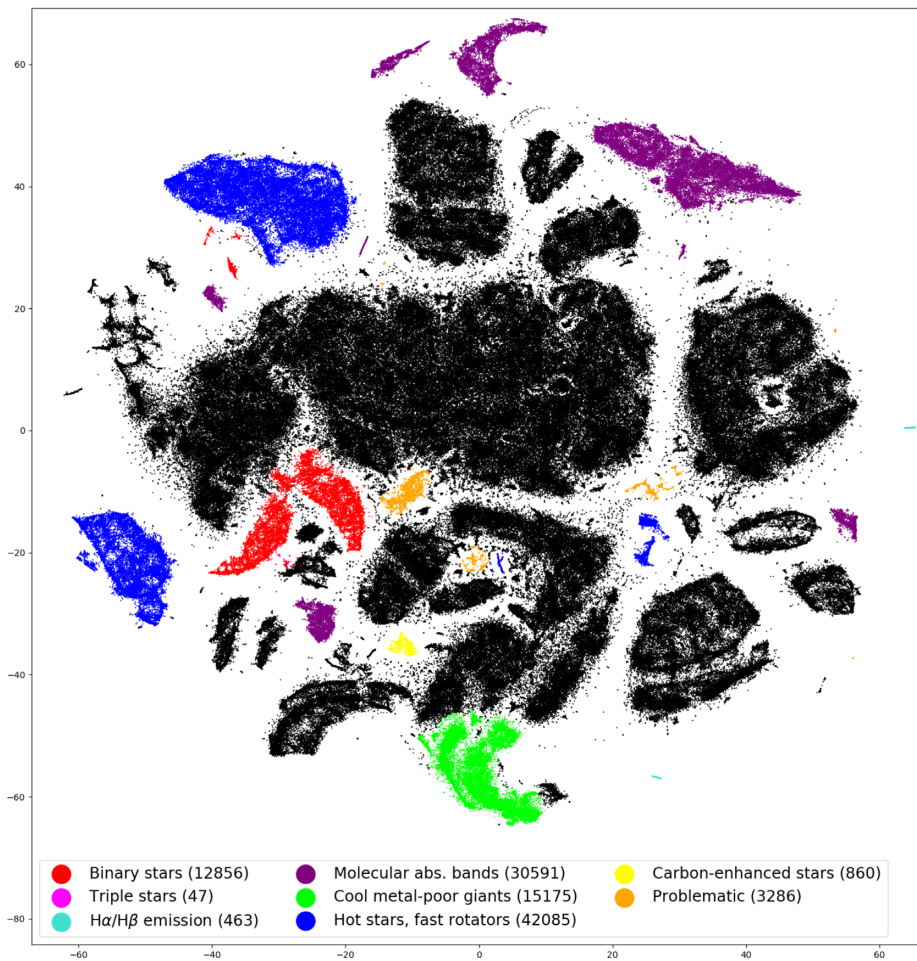 60
40
20
0
−20
−40
−60
−80
Binary stars (12856)
Triple stars (47)
Hα/Hβ emission (463)
Molecular abs. bands (30591)
Cool metal-poor giants (15175)
Hot stars, fast rotators (42085)
Carbon-enhanced stars (860)
Problematic (3286)
−60 −40 −20 0 20 40 60